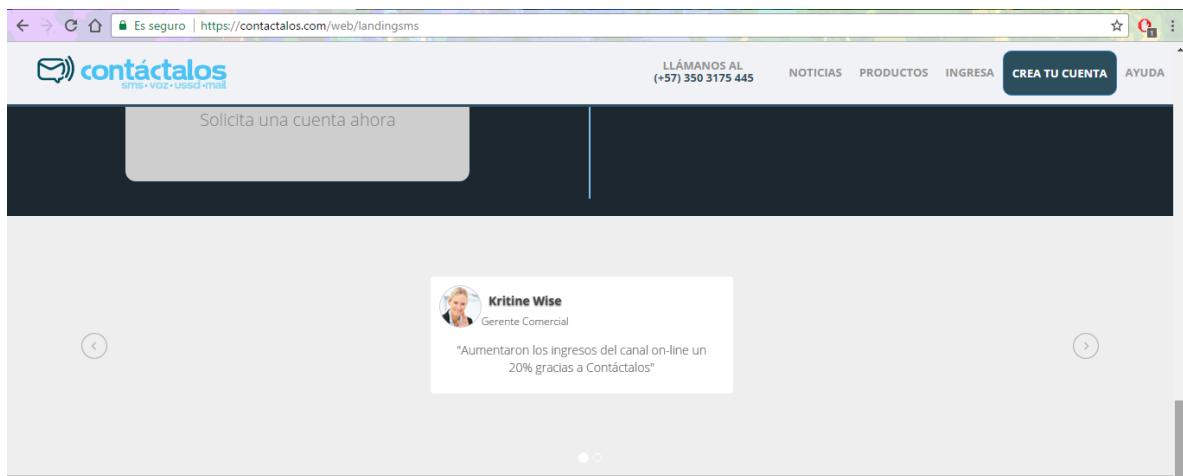 Es seguro | https://contactalos.com/web/landingsms
1
contáctalos
sms·voz·ussd·mail
LLÁMANOS AL
(+57) 350 3175 445
NOTICIAS PRODUCTOS INGRESA CREA TU CUENTA AYUDA
Solicita una cuenta ahora
Kritine Wise
Gerente Comercial
"Aumentaron los ingresos del canal on-line un
20% gracias a Contáctalos"